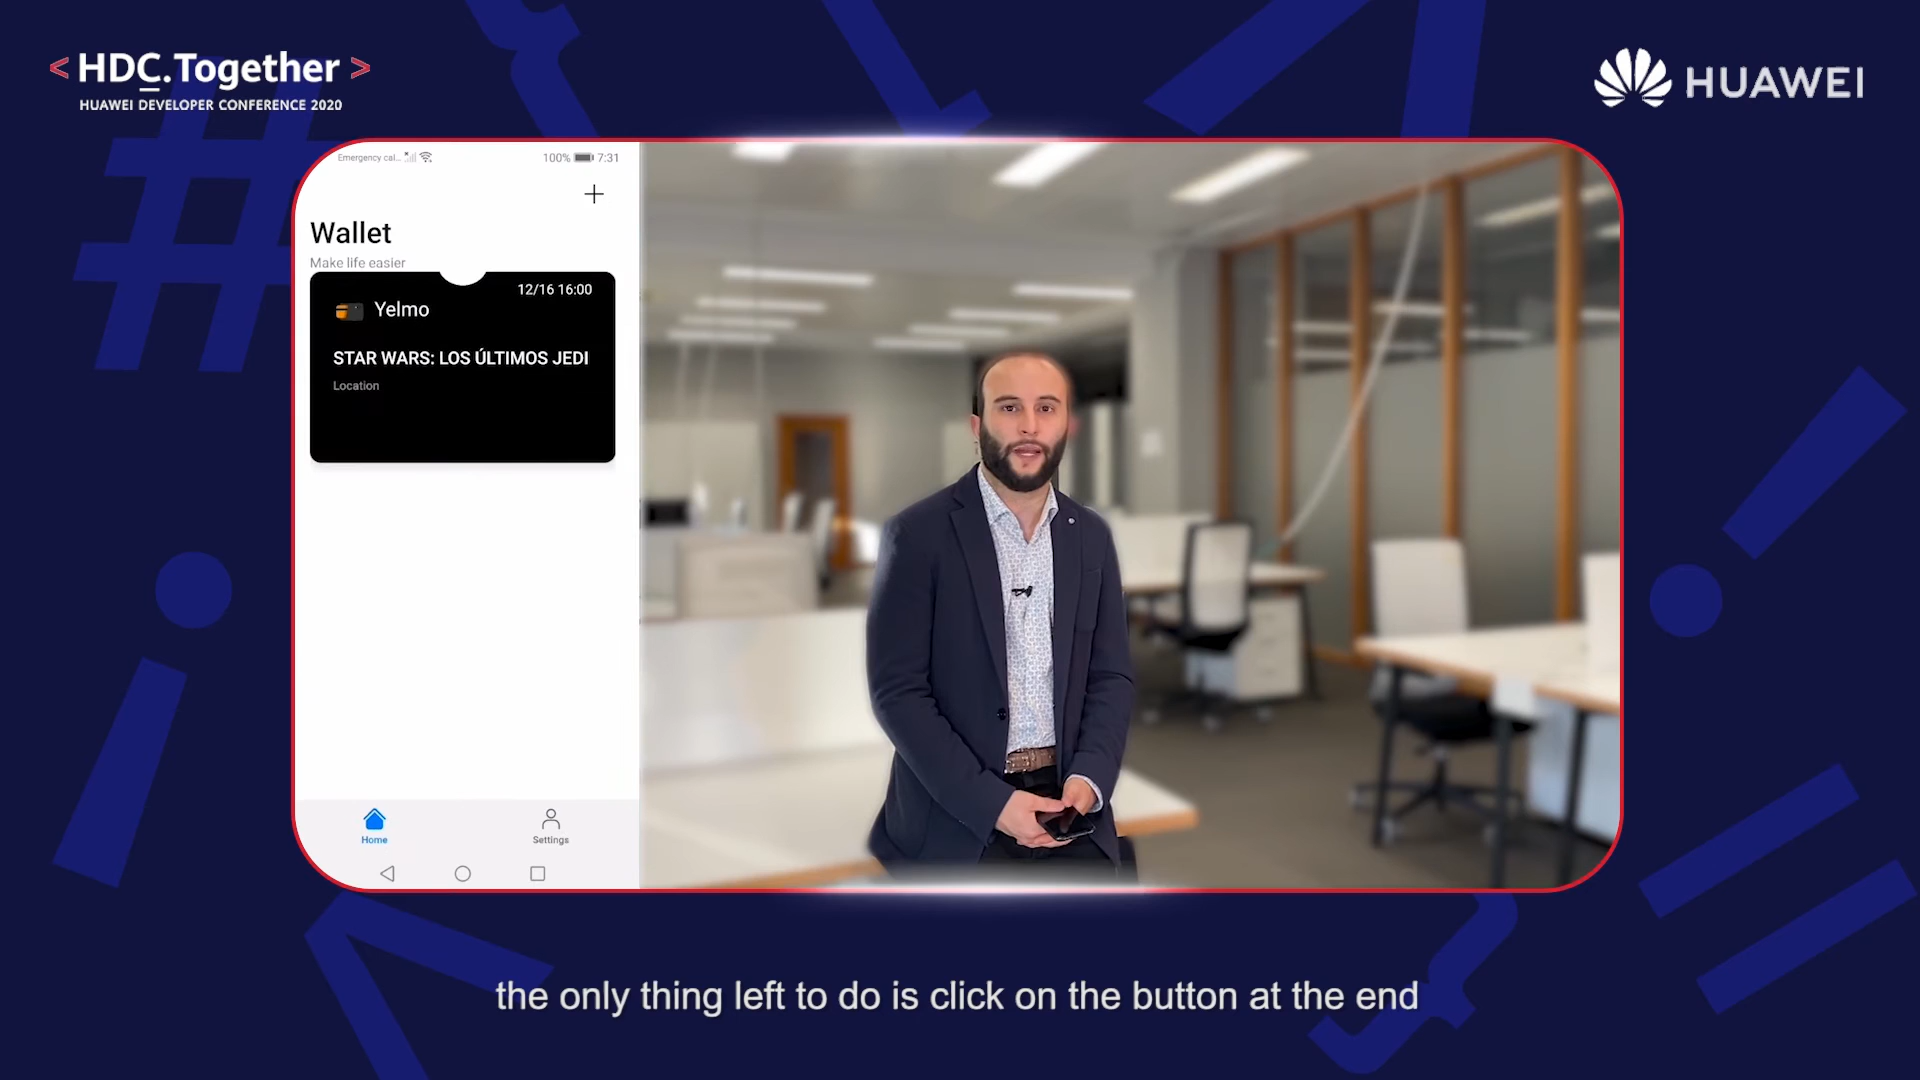 < HDC.Together >
HUAWEI DEVELOPER CONFERENCE 2020
HUAWEI
Emergency cal...
100% 7:31
Wallet
Make life easier
12/16 16:00
Yelmo
STAR WARS: LOS ÚLTIMOS JEDI
Location
Home
Settings
the only thing left to do is click on the button at the end